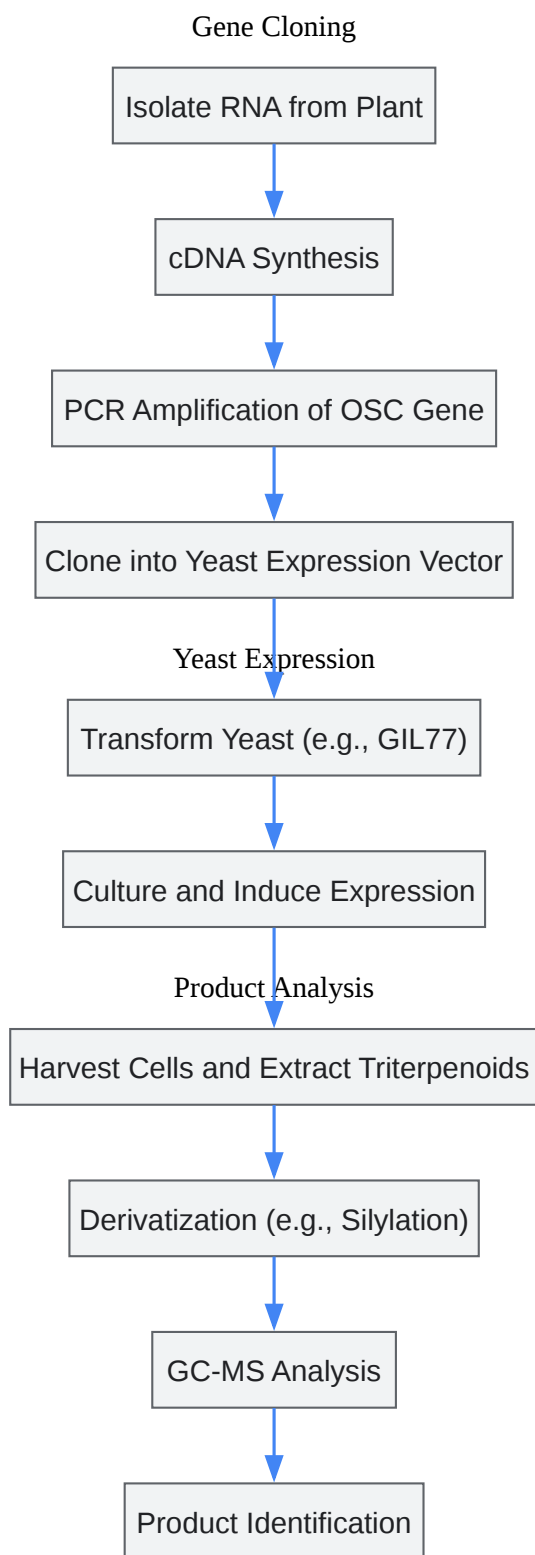 Gene Cloning
Isolate RNA from Plant
cDNA Synthesis
PCR Amplification of OSC Gene
Clone into Yeast Expression Vector
Yeast Expression
Transform Yeast (e.g., GIL77)
Culture and Induce Expression
Product Analysis
Harvest Cells and Extract Triterpenoids
Derivatization (e.g., Silylation)
GC-MS Analysis
Product Identification